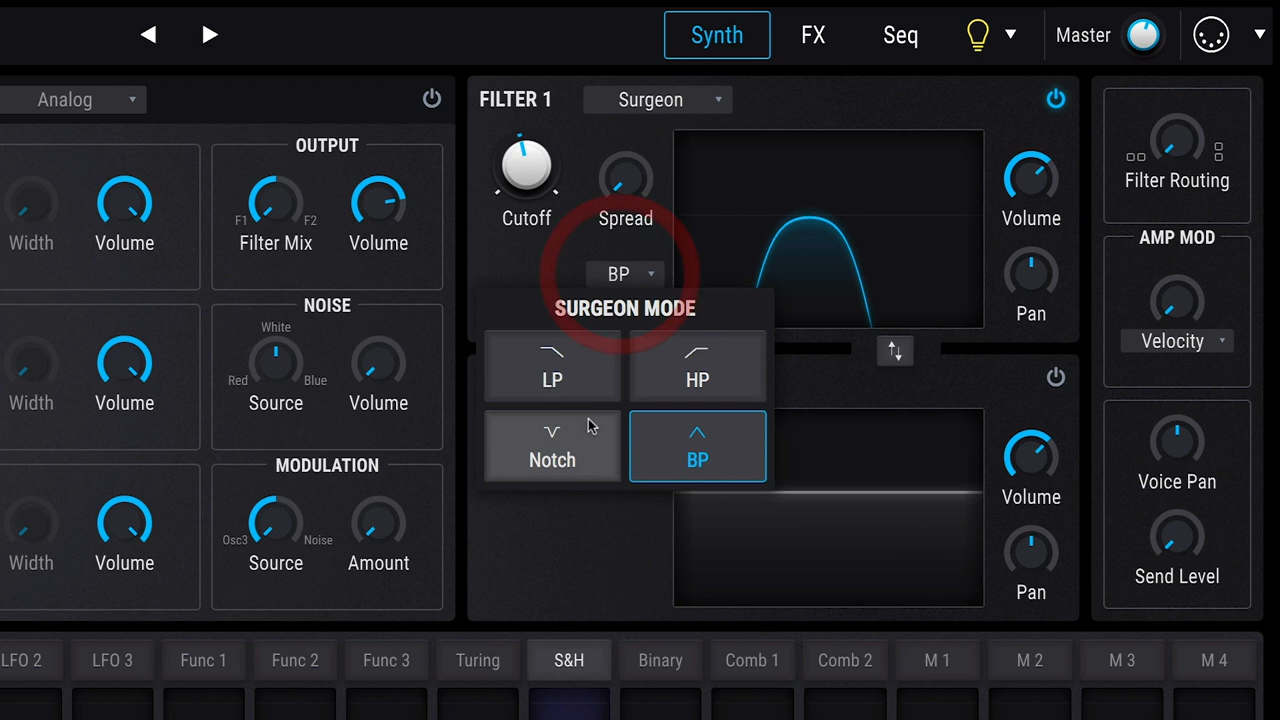 Synth
FX
Seq
Master
Analog
FILTER 1
Surgeon
OUTPUT
F1
F2
Width
Volume
Filter Mix
Volume
Cutoff
Spread
BP
Volume
Pan
Filter Routing
AMP MOD
Velocity
SURGEON MODE
LP
HP
Notch
BP
NOISE
White
Red
Blue
Width
Volume
Source
Volume
MODULATION
Osc3
Noise
Width
Volume
Source
Amount
Volume
Pan
Voice Pan
Send Level
LFO 2
LFO 3
Func 1
Func 2
Func 3
Turing
S&H
Binary
Comb 1
Comb 2
M 1
M 2
M 3
M 4